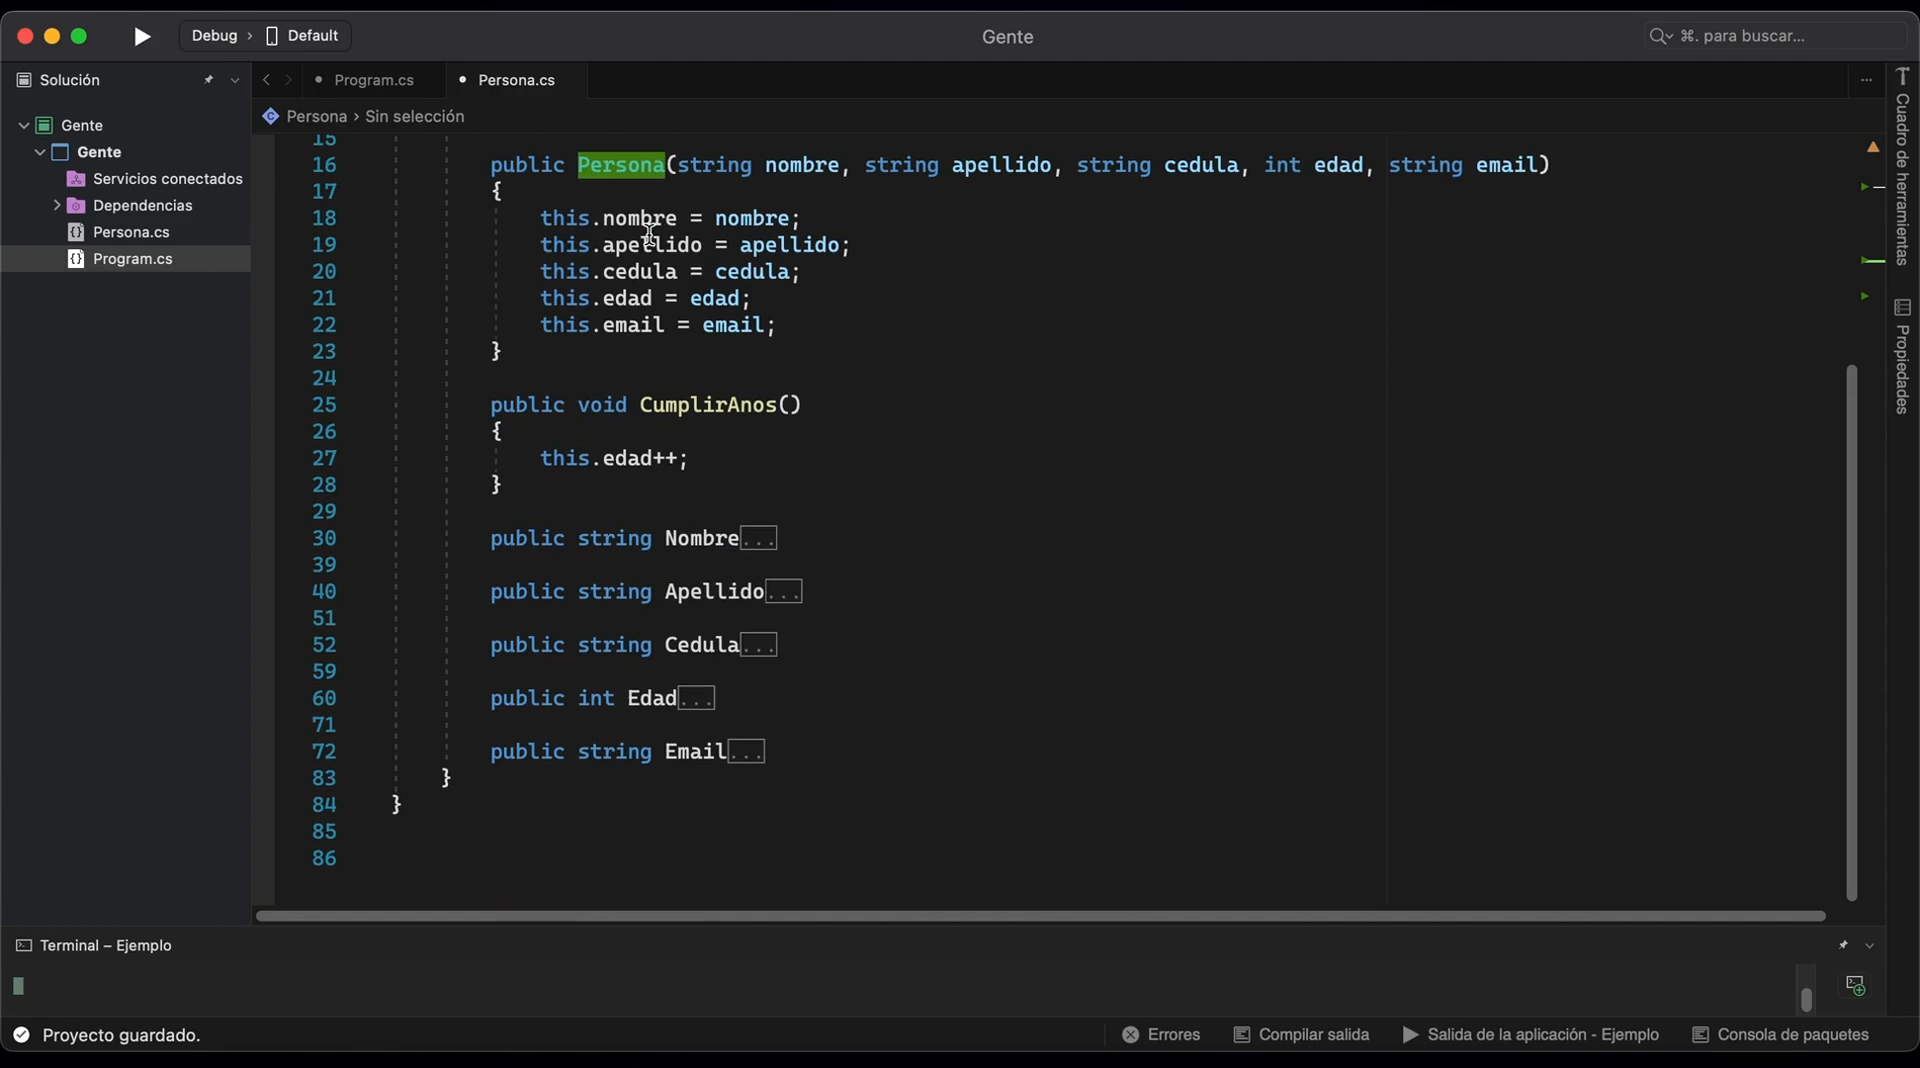 Debug › Default
Gente
⌘. para buscar...
Solución
Program.cs
Persona.cs
...
Persona › Sin selección
Gente
Gente
Servicios conectados
Dependencias
Persona.cs
Program.cs
15
16 public Persona(string nombre, string apellido, string cedula, int edad, string email)
17 {
18 this.nombre = nombre;
19 this.apellido = apellido;
20 this.cedula = cedula;
21 this.edad = edad;
22 this.email = email;
23 }
24
25 public void CumplirAnos()
26 {
27 this.edad++;
28 }
29
30 public string Nombre...
39
40 public string Apellido...
51
52 public string Cedula...
59
60 public int Edad...
71
72 public string Email...
83 }
84 }
85
86
Cuadro de herramientas
Propiedades
Terminal – Ejemplo
Proyecto guardado.
Errores
Compilar salida
Salida de la aplicación - Ejemplo
Consola de paquetes